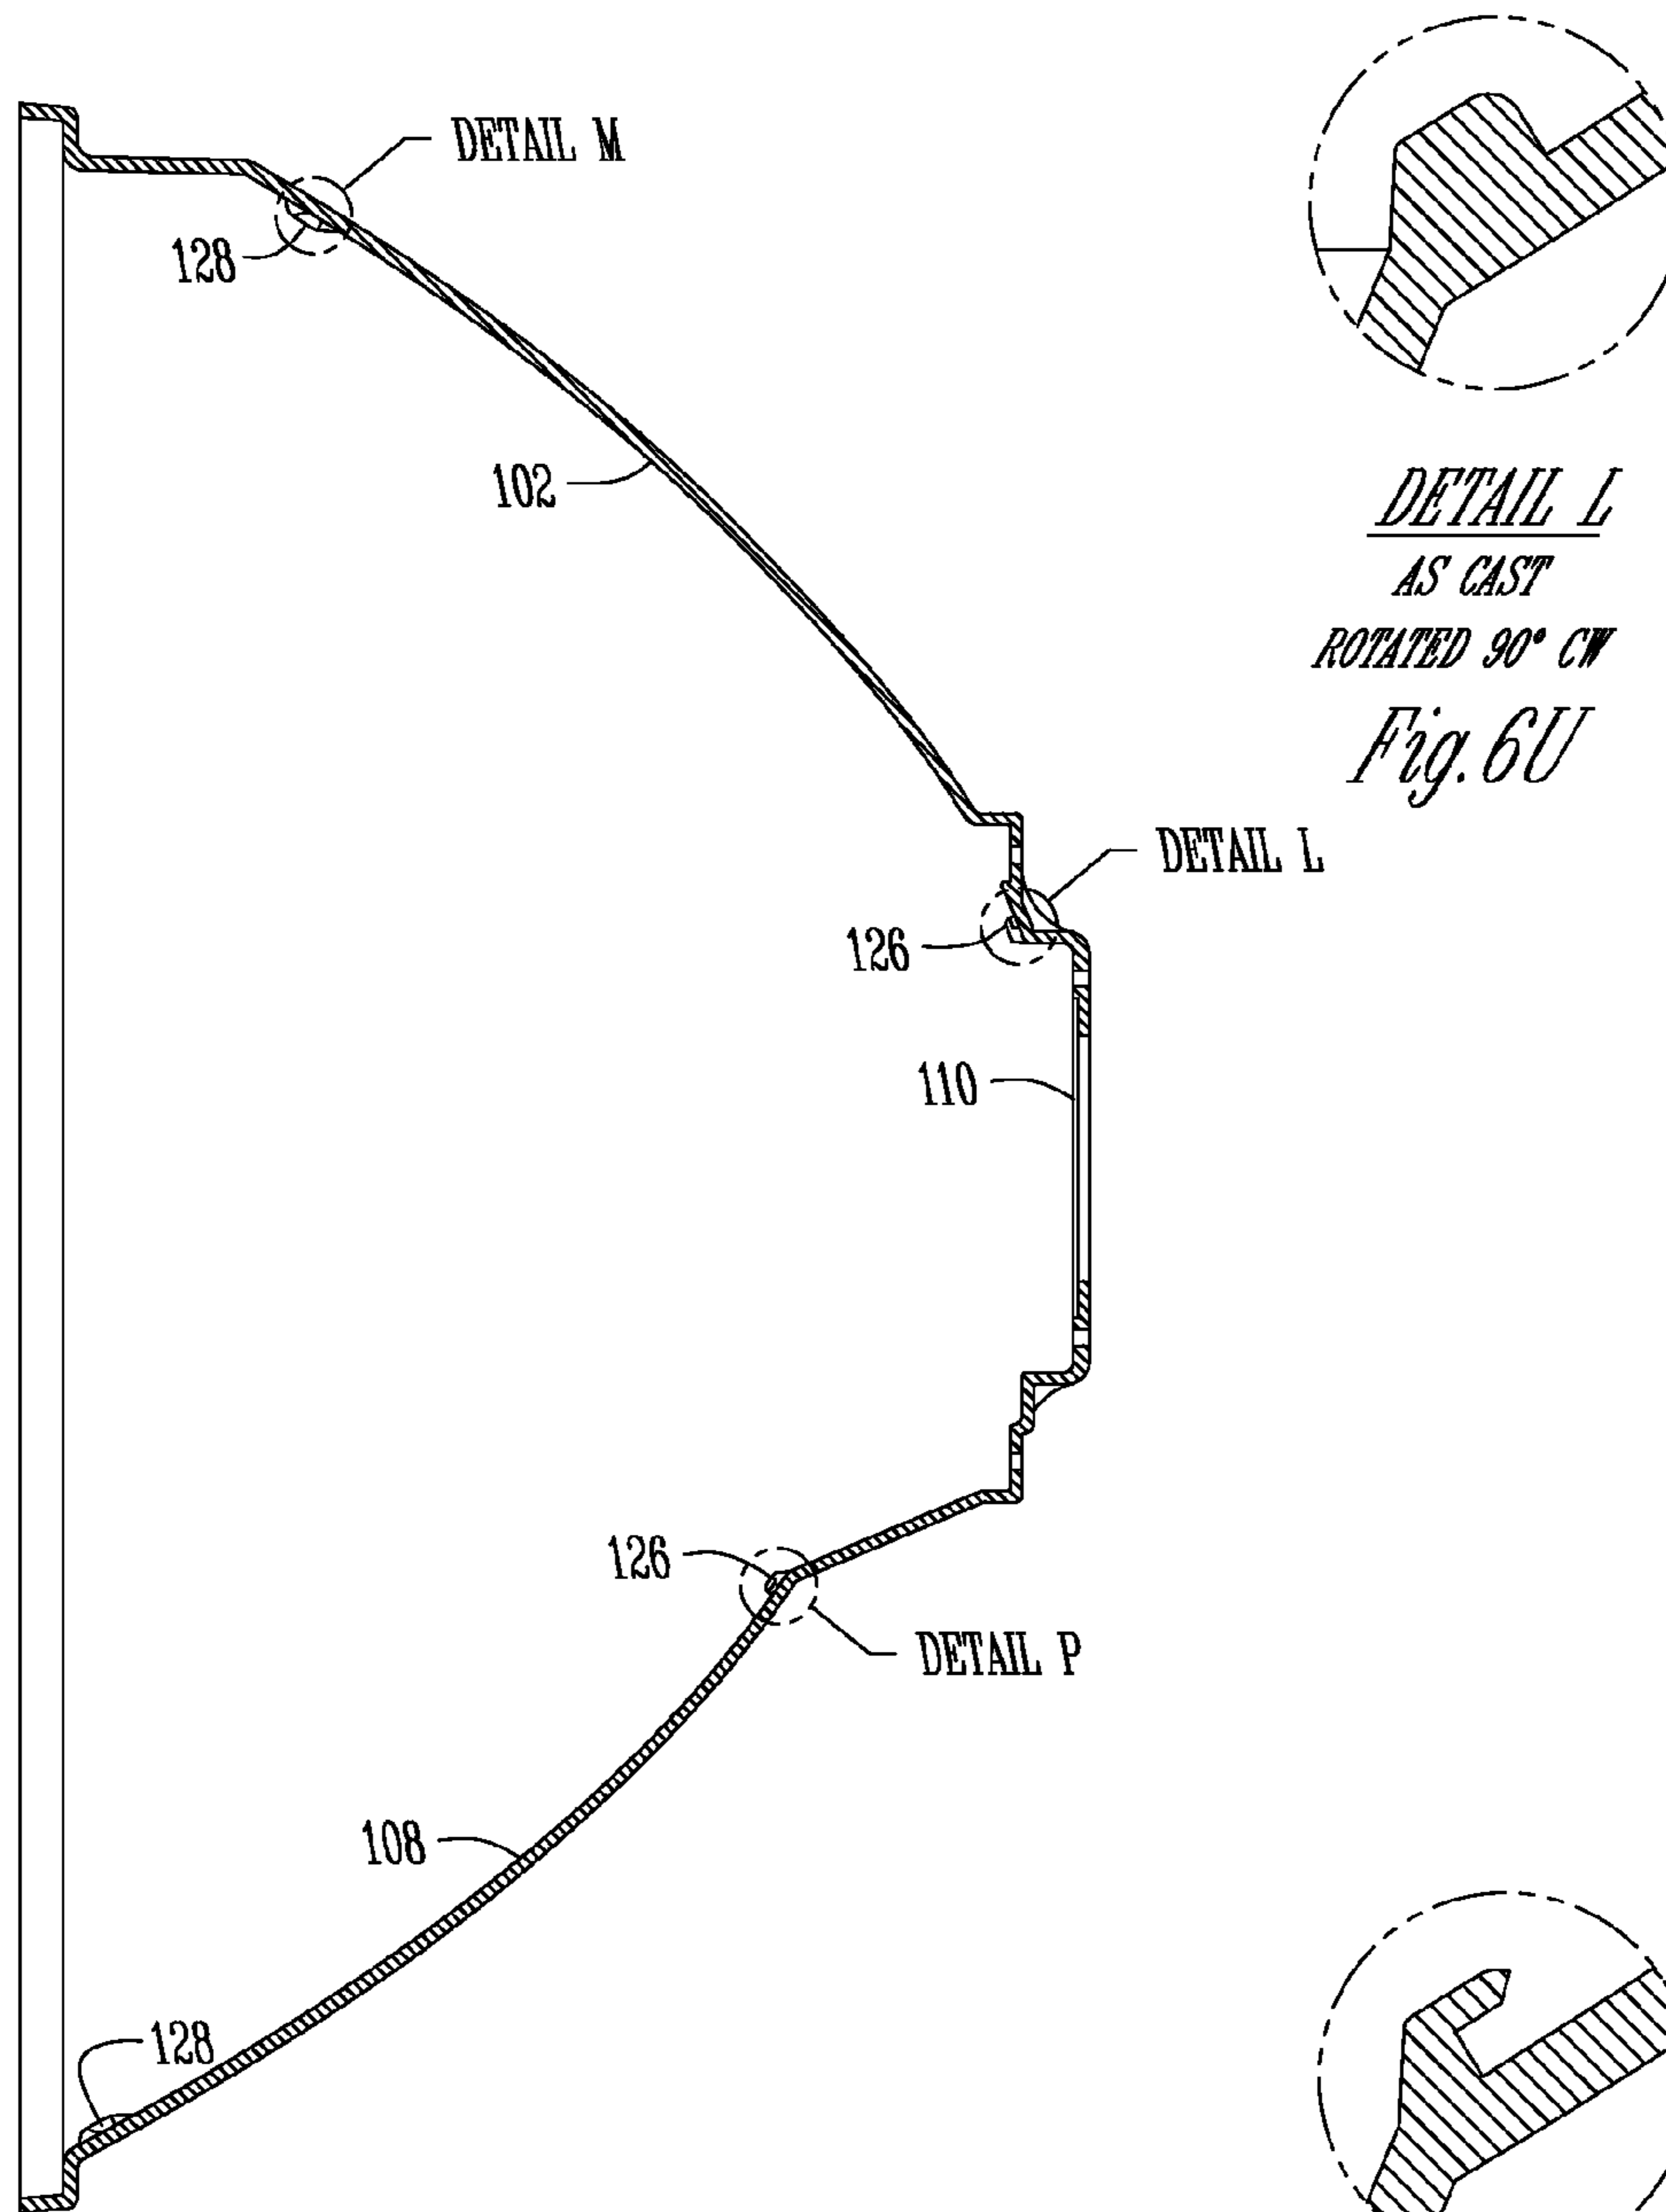 DETAIL M
128
102
DETAIL L
AS CAST
ROTATED 90° CW
Fig. 6U
DETAIL L
126
110
126
DETAIL P
108
128